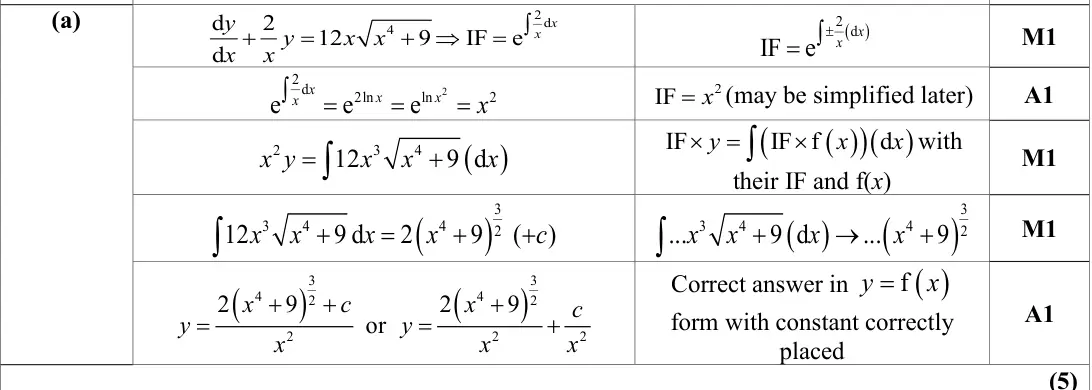 (a) dy/dx + 2/x y = 12x√(x⁴ + 9) ⇒ IF = e^(∫ 2/x dx) IF = e^(∫ ± 2/x (dx)) M1
e^(∫ 2/x dx) = e^(2 ln x) = e^(ln x²) = x² IF = x² (may be simplified later) A1
x²y = ∫12x³√(x⁴ + 9) (dx) IF × y = ∫(IF × f(x))(dx) with
their IF and f(x) M1
∫12x³√(x⁴ + 9) dx = 2(x⁴ + 9)^(3/2) (+c) ∫...x³√(x⁴ + 9) (dx) → ...(x⁴ + 9)^(3/2) M1
y = (2(x⁴ + 9)^(3/2) + c)/x² or y = 2(x⁴ + 9)^(3/2)/x² + c/x² Correct answer in y = f(x)
form with constant correctly
placed A1
(5)